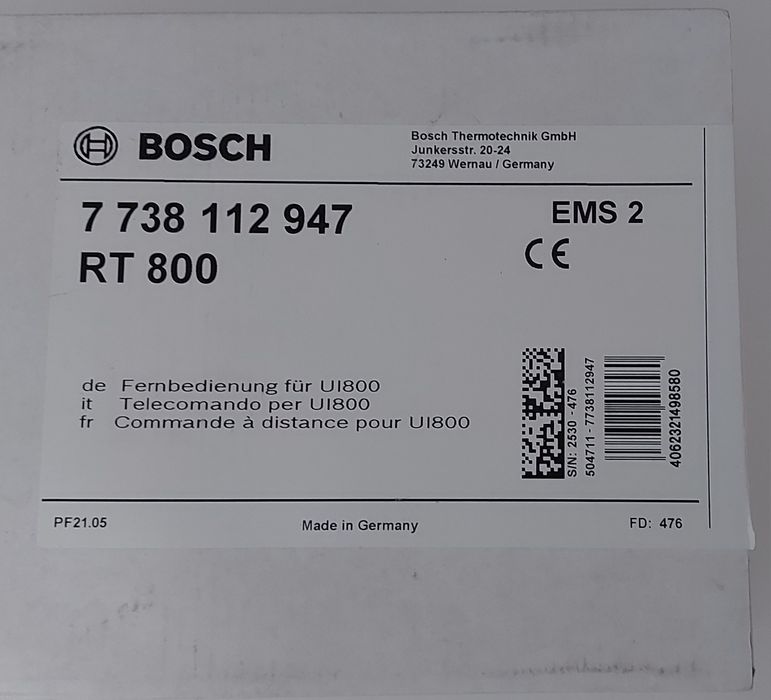 BOSCH
Bosch Thermotechnik GmbH
Junkersstr. 20-24
73249 Wernau / Germany
7 738 112 947
EMS 2
RT 800
CE
de Fernbedienung für UI800
it Telecomando per UI800
fr Commande à distance pour UI800
S/N: 2530 - 476
504711 - 7738112947
4062321498580
PF21.05
Made in Germany
FD: 476